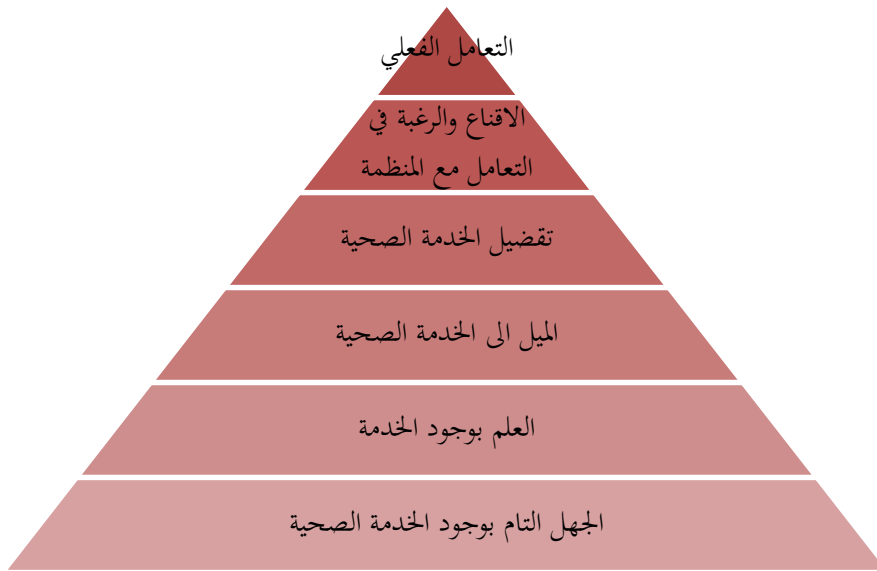 التعامل الفعلي
الاقناع والرغبة في
التعامل مع المنظمة
تقضيل الخدمة الصحية
الميل الى الخدمة الصحية
العلم بوجود الخدمة
الجهل التام بوجود الخدمة الصحية